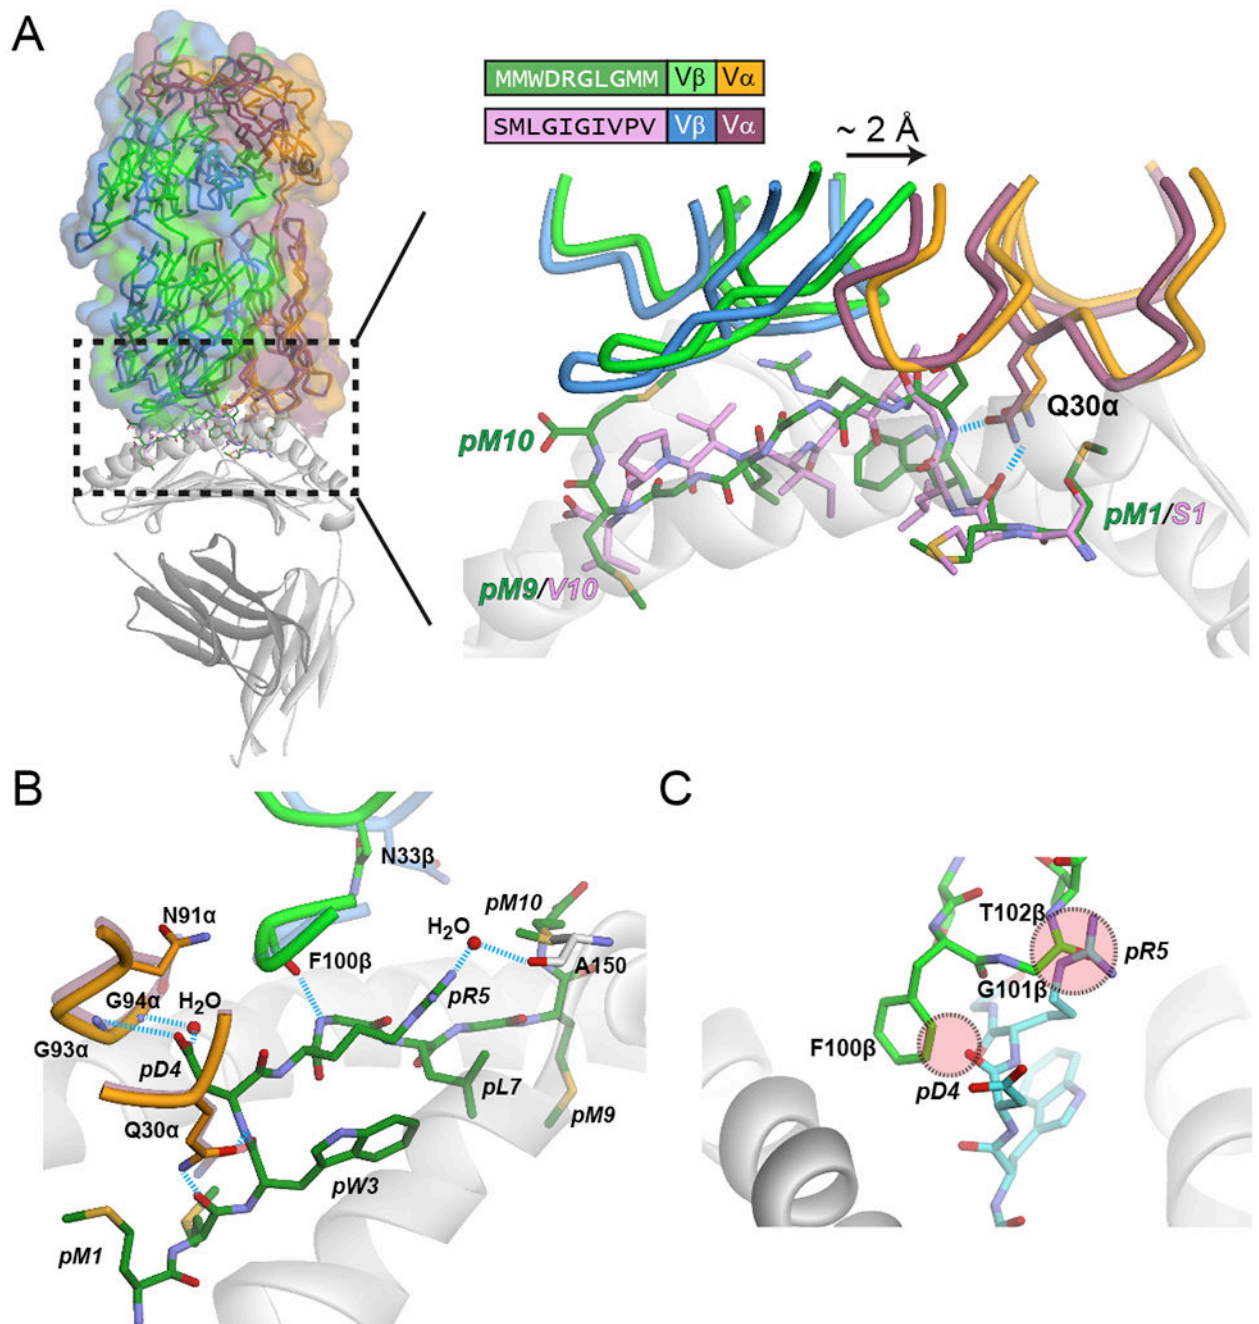 A
MMWDRGLGMM Vβ Vα
SMLGIGIVPV Vβ Vα
~ 2 Å
Q30α
pM10
pM1/S1
pM9/V10
B
C
N33β
N91α
pM10
H₂O
T102β
F100β
A150
pR5
G94α
H₂O
pR5
G101β
G93α
F100β
pD4
pL7
pD4
pM9
Q30α
pW3
pM1